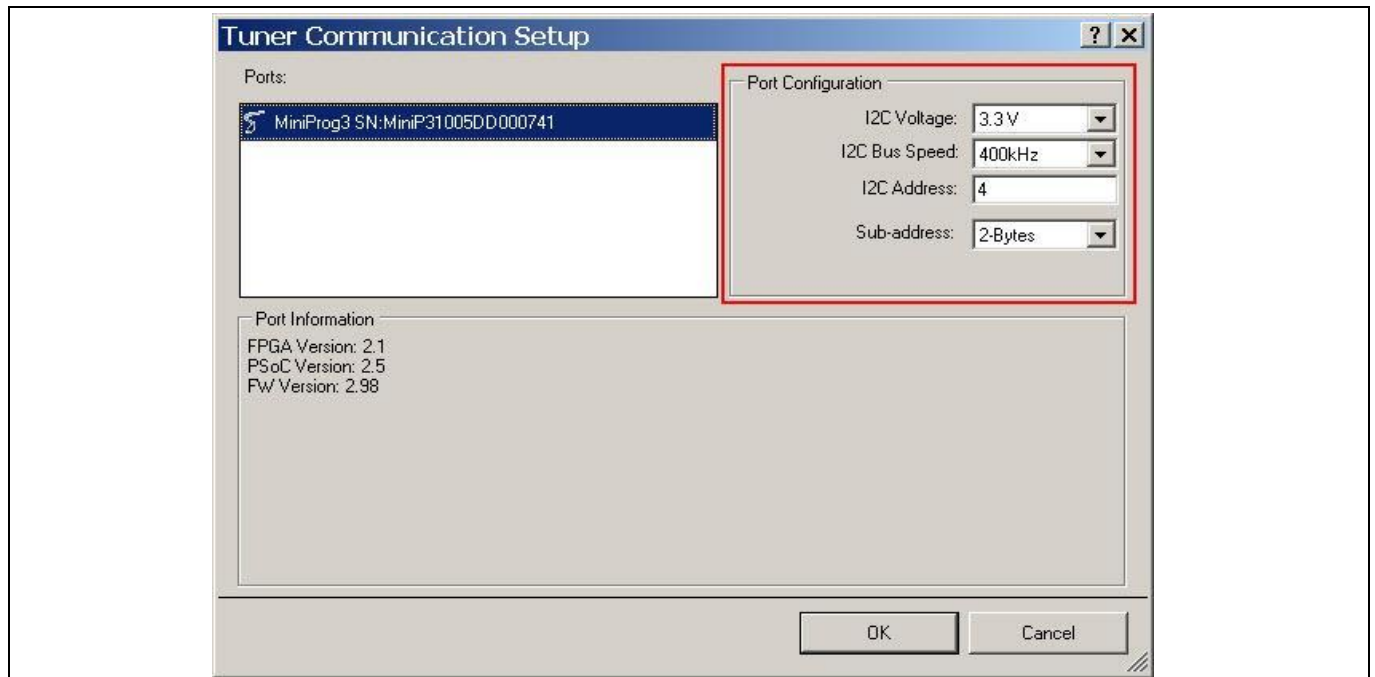 Tuner Communication Setup
Ports:
MiniProg3 SN:MiniP31005DD000741
Port Configuration
I2C Voltage: 3.3 V
I2C Bus Speed: 400kHz
I2C Address: 4
Sub-address: 2-Bytes
Port Information
FPGA Version: 2.1
PSoC Version: 2.5
FW Version: 2.98
OK Cancel